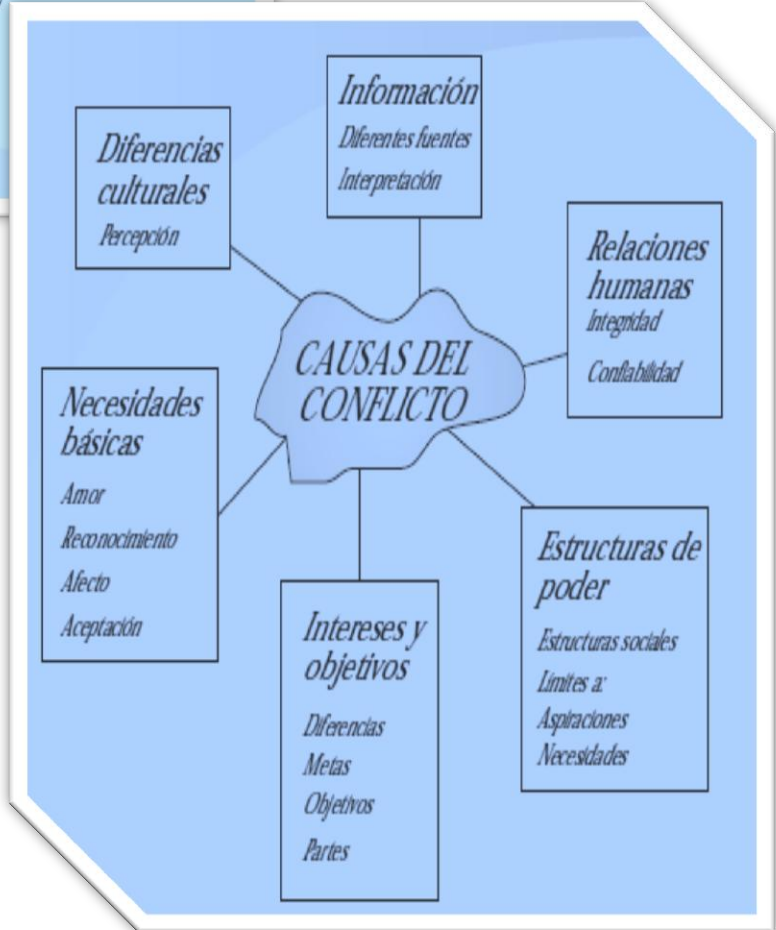 Información
Diferentes fuentes
Interpretación
Diferencias
culturales
Percepción
Relaciones
humanas
Integridad
Confiabilidad
CAUSAS DEL
CONFLICTO
Necesidades
básicas
Amor
Reconocimiento
Afecto
Aceptación
Estructuras de
poder
Estructuras sociales
Límites a:
Aspiraciones
Necesidades
Intereses y
objetivos
Diferencias
Metas
Objetivos
Partes